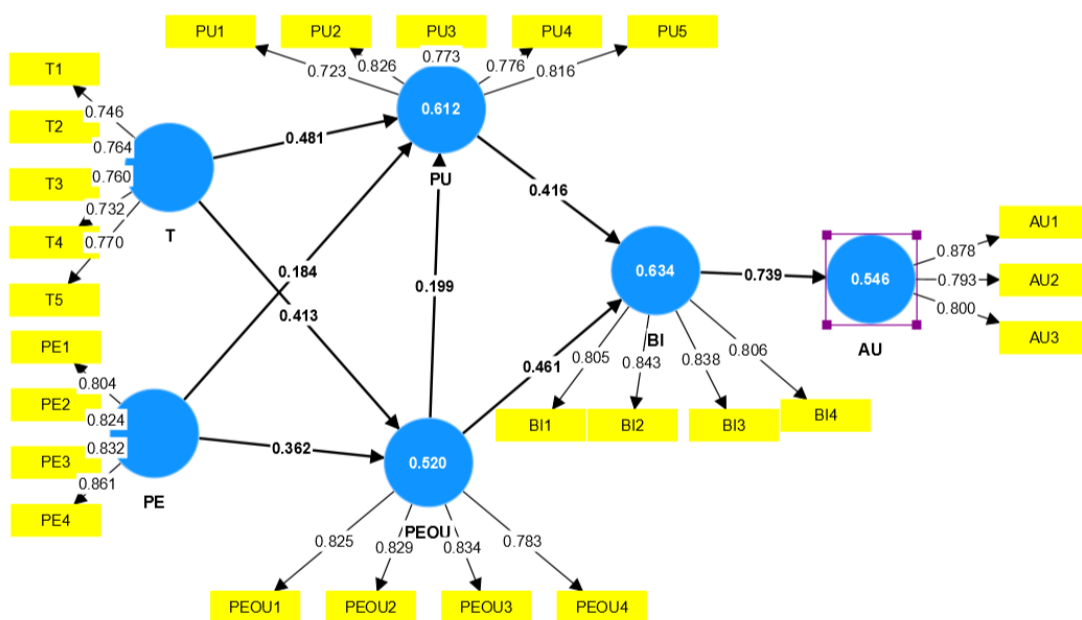 PU1
PU2
PU3
PU4
PU5
0.723
0.826
0.773
0.776
0.816
T1
T2
T3
T4
T5
0.746
0.764
0.760
0.732
0.770
T
0.481
0.612
PU
0.416
0.184
0.413
0.199
PE1
PE2
PE3
PE4
0.804
0.824
0.832
0.861
PE
0.362
0.520
PEOU
0.461
0.825
0.829
0.834
0.783
PEOU1
PEOU2
PEOU3
PEOU4
0.634
BI
0.739
0.805
0.843
0.838
0.806
BI1
BI2
BI3
BI4
0.546
AU
0.878
0.793
0.800
AU1
AU2
AU3